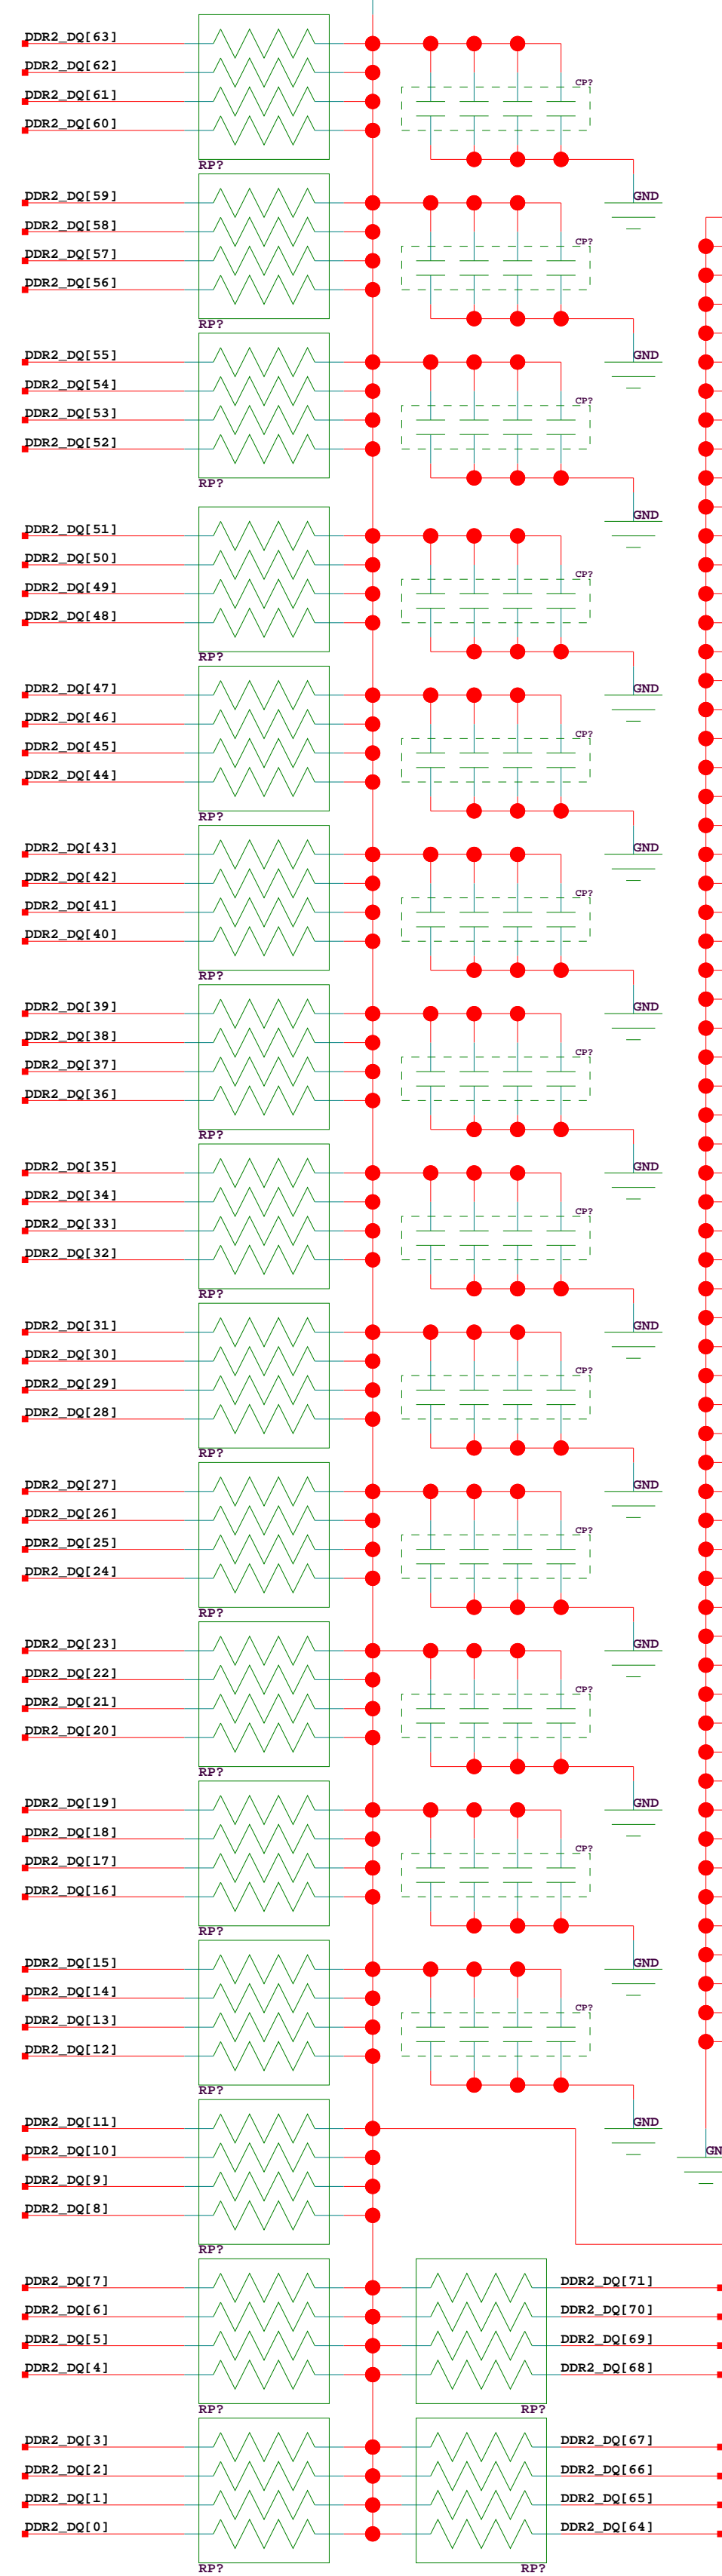 DDR2_DQ[63]
DDR2_DQ[62]
DDR2_DQ[61]
DDR2_DQ[60]
CP?
RP?
DDR2_DQ[59]
GND
DDR2_DQ[58]
DDR2_DQ[57]
CP?
DDR2_DQ[56]
RP?
DDR2_DQ[55]
GND
DDR2_DQ[54]
DDR2_DQ[53]
CP?
DDR2_DQ[52]
RP?
GND
DDR2_DQ[51]
DDR2_DQ[50]
CP?
DDR2_DQ[49]
DDR2_DQ[48]
RP?
DDR2_DQ[47]
GND
DDR2_DQ[46]
DDR2_DQ[45]
CP?
DDR2_DQ[44]
RP?
DDR2_DQ[43]
GND
DDR2_DQ[42]
DDR2_DQ[41]
CP?
DDR2_DQ[40]
RP?
DDR2_DQ[39]
GND
DDR2_DQ[38]
DDR2_DQ[37]
CP?
DDR2_DQ[36]
RP?
DDR2_DQ[35]
GND
DDR2_DQ[34]
DDR2_DQ[33]
CP?
DDR2_DQ[32]
RP?
DDR2_DQ[31]
GND
DDR2_DQ[30]
DDR2_DQ[29]
CP?
DDR2_DQ[28]
RP?
DDR2_DQ[27]
GND
DDR2_DQ[26]
DDR2_DQ[25]
CP?
DDR2_DQ[24]
RP?
DDR2_DQ[23]
GND
DDR2_DQ[22]
DDR2_DQ[21]
CP?
DDR2_DQ[20]
RP?
DDR2_DQ[19]
GND
DDR2_DQ[18]
DDR2_DQ[17]
CP?
DDR2_DQ[16]
RP?
DDR2_DQ[15]
GND
DDR2_DQ[14]
DDR2_DQ[13]
CP?
DDR2_DQ[12]
RP?
DDR2_DQ[11]
GND
DDR2_DQ[10]
GN
DDR2_DQ[9]
DDR2_DQ[8]
RP?
DDR2_DQ[7] DDR2_DQ[71]
DDR2_DQ[6] DDR2_DQ[70]
DDR2_DQ[5] DDR2_DQ[69]
DDR2_DQ[4] DDR2_DQ[68]
RP? RP?
DDR2_DQ[3] DDR2_DQ[67]
DDR2_DQ[2] DDR2_DQ[66]
DDR2_DQ[1] DDR2_DQ[65]
DDR2_DQ[0] DDR2_DQ[64]
RP? RP?